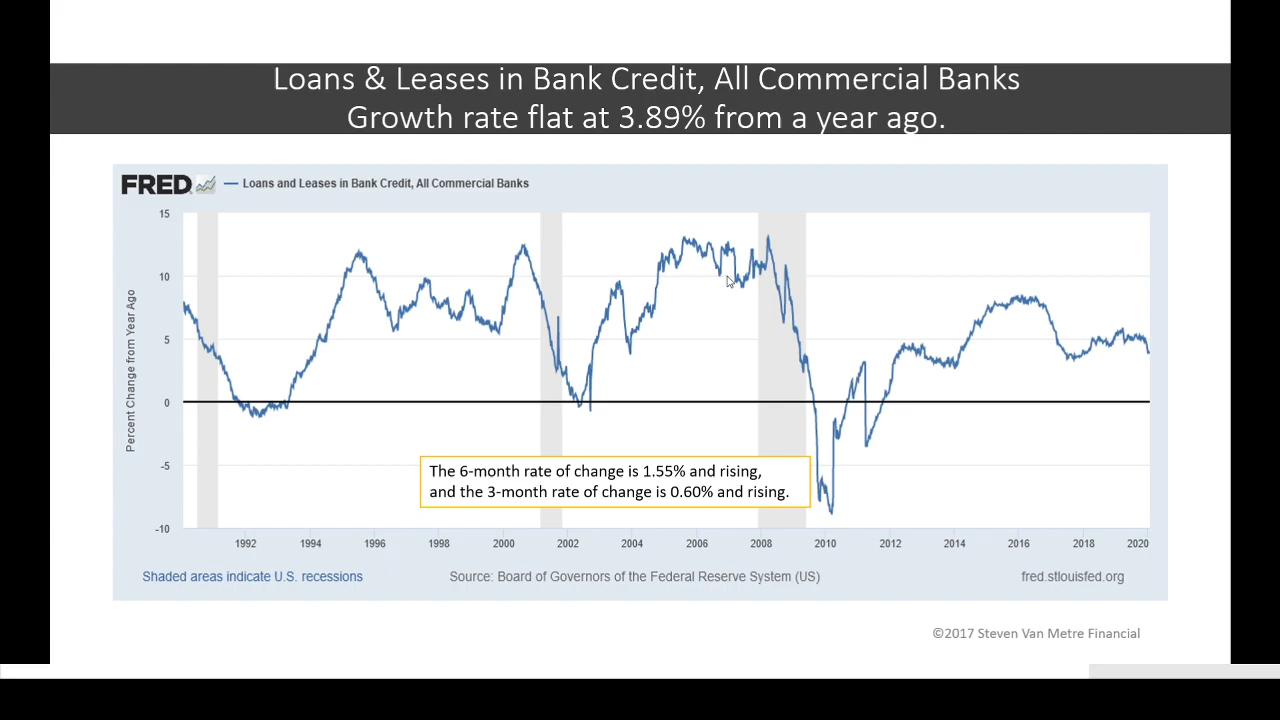 Loans & Leases in Bank Credit, All Commercial Banks
Growth rate flat at 3.89% from a year ago.
FRED
Loans and Leases in Bank Credit, All Commercial Banks
Percent Change from Year Ago
15
10
5
0
-5
-10
The 6-month rate of change is 1.55% and rising,
and the 3-month rate of change is 0.60% and rising.
1992 1994 1996 1998 2000 2002 2004 2006 2008 2010 2012 2014 2016 2018 2020
Shaded areas indicate U.S. recessions
Source: Board of Governors of the Federal Reserve System (US)
fred.stlouisfed.org
©2017 Steven Van Metre Financial